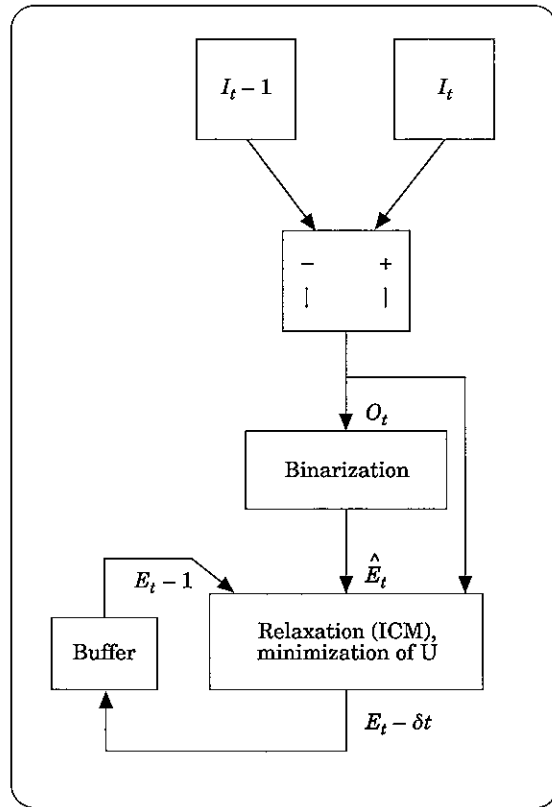 I_t − 1
I_t
− +
| |
O_t
Binarization
Ê_t
E_t − 1
Relaxation (ICM),
minimization of U
Buffer
E_t − δt